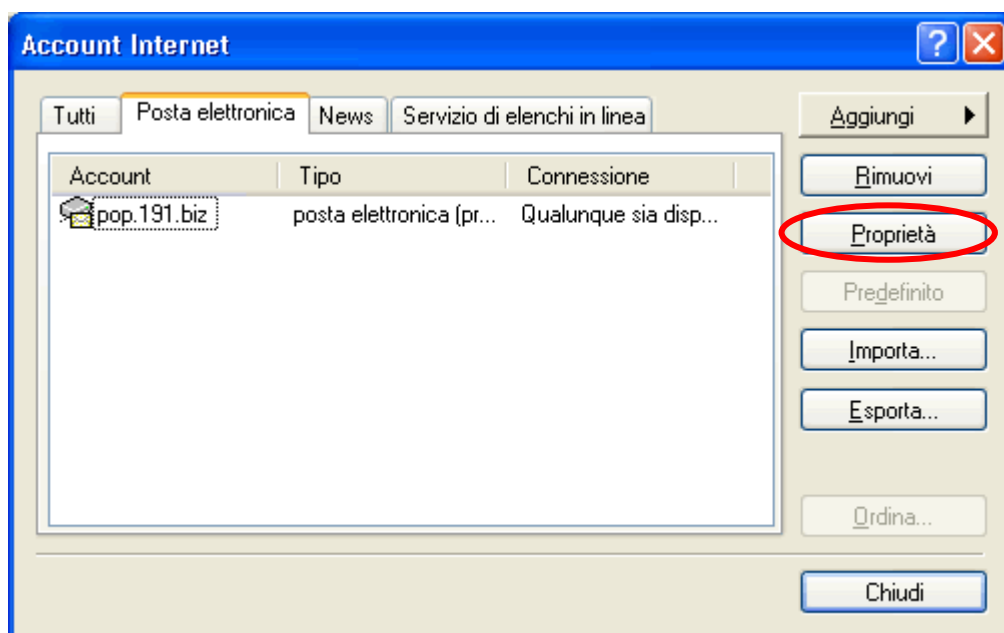 Account Internet
Tutti Posta elettronica News Servizio di elenchi in linea
Aggiungi
Account Tipo Connessione
Rimuovi
pop.191.biz posta elettronica (pr... Qualunque sia disp...
Proprietà
Predefinito
Importa...
Esporta...
Ordina...
Chiudi